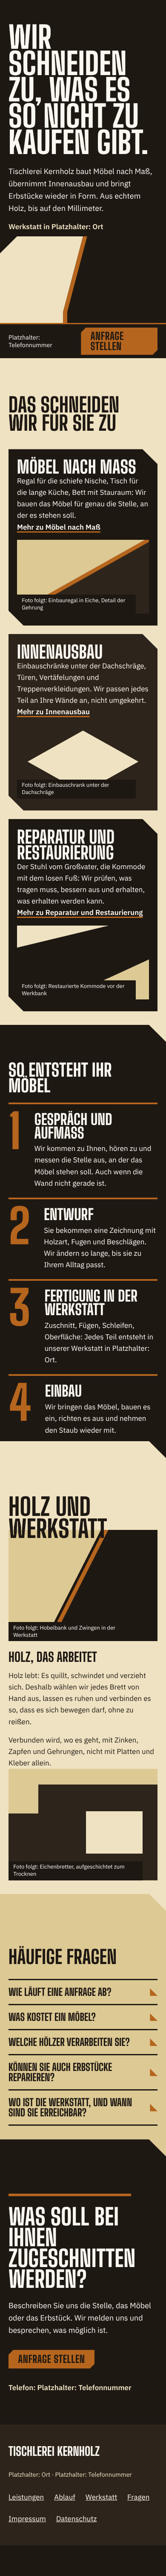 WIR
SCHNEIDEN
ZU, WAS ES
SO NICHT ZU
KAUFEN GIBT.
Tischlerei Kernholz baut Möbel nach Maß,
übernimmt Innenausbau und bringt
Erbstücke wieder in Form. Aus echtem
Holz, bis auf den Millimeter.
Werkstatt in Platzhalter: Ort
Platzhalter:
Telefonnummer
ANFRAGE
STELLEN
DAS SCHNEIDEN
WIR FÜR SIE ZU
MÖBEL NACH MASS
Regal für die schiefe Nische, Tisch für
die lange Küche, Bett mit Stauraum: Wir
bauen das Möbel für genau die Stelle, an
der es stehen soll.
Mehr zu Möbel nach Maß
Foto folgt: Einbauregal in Eiche, Detail der
Gehrung
INNENAUSBAU
Einbauschränke unter der Dachschräge,
Türen, Vertäfelungen und
Treppenverkleidungen. Wir passen jedes
Teil an Ihre Wände an, nicht umgekehrt.
Mehr zu Innenausbau
Foto folgt: Einbauschrank unter der
Dachschräge
REPARATUR UND
RESTAURIERUNG
Der Stuhl vom Großvater, die Kommode
mit dem losen Fuß: Wir prüfen, was
tragen muss, bessern aus und erhalten,
was erhalten werden kann.
Mehr zu Reparatur und Restaurierung
Foto folgt: Restaurierte Kommode vor der
Werkbank
SO ENTSTEHT IHR
MÖBEL
1
GESPRÄCH UND
AUFMASS
Wir kommen zu Ihnen, hören zu und
messen die Stelle aus, an der das
Möbel stehen soll. Auch wenn die
Wand nicht gerade ist.
2
ENTWURF
Sie bekommen eine Zeichnung mit
Holzart, Fugen und Beschlägen.
Wir ändern so lange, bis sie zu
Ihrem Alltag passt.
3
FERTIGUNG IN DER
WERKSTATT
Zuschnitt, Fügen, Schleifen,
Oberfläche: Jedes Teil entsteht in
unserer Werkstatt in Platzhalter:
Ort.
4
EINBAU
Wir bringen das Möbel, bauen es
ein, richten es aus und nehmen
den Staub wieder mit.
HOLZ UND
WERKSTATT
Foto folgt: Hobelbank und Zwingen in der
Werkstatt
HOLZ, DAS ARBEITET
Holz lebt: Es quillt, schwindet und verzieht
sich. Deshalb wählen wir jedes Brett von
Hand aus, lassen es ruhen und verbinden es
so, dass es sich bewegen darf, ohne zu
reißen.
Verbunden wird, wo es geht, mit Zinken,
Zapfen und Gehrungen, nicht mit Platten und
Kleber allein.
Foto folgt: Eichenbretter, aufgeschichtet zum
Trocknen
HÄUFIGE FRAGEN
WIE LÄUFT EINE ANFRAGE AB?
WAS KOSTET EIN MÖBEL?
WELCHE HÖLZER VERARBEITEN SIE?
KÖNNEN SIE AUCH ERBSTÜCKE
REPARIEREN?
WO IST DIE WERKSTATT, UND WANN
SIND SIE ERREICHBAR?
WAS SOLL BEI
IHNEN
ZUGESCHNITTEN
WERDEN?
Beschreiben Sie uns die Stelle, das Möbel
oder das Erbstück. Wir melden uns und
besprechen, was möglich ist.
ANFRAGE STELLEN
Telefon: Platzhalter: Telefonnummer
TISCHLEREI KERNHOLZ
Platzhalter: Ort · Platzhalter: Telefonnummer
Leistungen Ablauf Werkstatt Fragen
Impressum Datenschutz